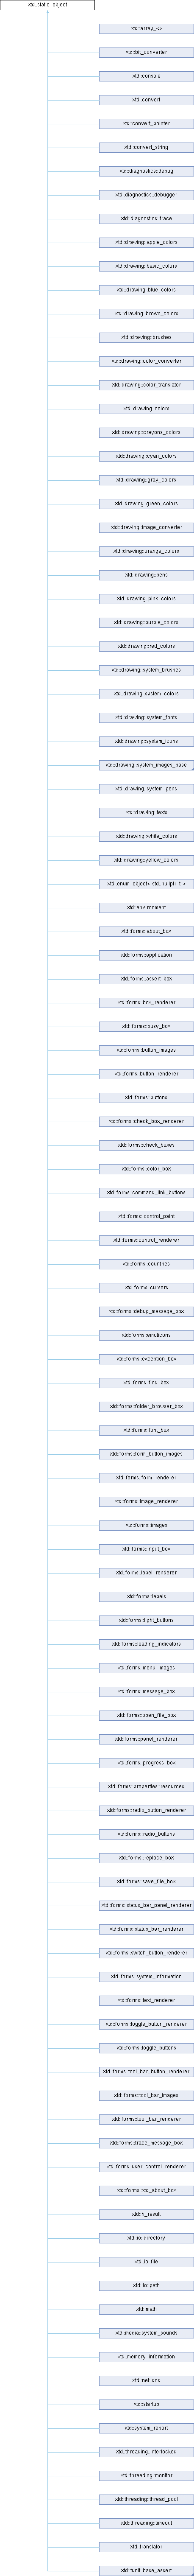 xtd::static_object
xtd::array_<>
xtd::bit_converter
xtd::console
xtd::convert
xtd::convert_pointer
xtd::convert_string
xtd::diagnostics::debug
xtd::diagnostics::debugger
xtd::diagnostics::trace
xtd::drawing::apple_colors
xtd::drawing::basic_colors
xtd::drawing::blue_colors
xtd::drawing::brown_colors
xtd::drawing::brushes
xtd::drawing::color_converter
xtd::drawing::color_translator
xtd::drawing::colors
xtd::drawing::crayons_colors
xtd::drawing::cyan_colors
xtd::drawing::gray_colors
xtd::drawing::green_colors
xtd::drawing::image_converter
xtd::drawing::orange_colors
xtd::drawing::pens
xtd::drawing::pink_colors
xtd::drawing::purple_colors
xtd::drawing::red_colors
xtd::drawing::system_brushes
xtd::drawing::system_colors
xtd::drawing::system_fonts
xtd::drawing::system_icons
xtd::drawing::system_images_base
xtd::drawing::system_pens
xtd::drawing::texts
xtd::drawing::white_colors
xtd::drawing::yellow_colors
xtd::enum_object< std::nullptr_t >
xtd::environment
xtd::forms::about_box
xtd::forms::application
xtd::forms::assert_box
xtd::forms::box_renderer
xtd::forms::busy_box
xtd::forms::button_images
xtd::forms::button_renderer
xtd::forms::buttons
xtd::forms::check_box_renderer
xtd::forms::check_boxes
xtd::forms::color_box
xtd::forms::command_link_buttons
xtd::forms::control_paint
xtd::forms::control_renderer
xtd::forms::countries
xtd::forms::cursors
xtd::forms::debug_message_box
xtd::forms::emoticons
xtd::forms::exception_box
xtd::forms::find_box
xtd::forms::folder_browser_box
xtd::forms::font_box
xtd::forms::form_button_images
xtd::forms::form_renderer
xtd::forms::image_renderer
xtd::forms::images
xtd::forms::input_box
xtd::forms::label_renderer
xtd::forms::labels
xtd::forms::light_buttons
xtd::forms::loading_indicators
xtd::forms::menu_images
xtd::forms::message_box
xtd::forms::open_file_box
xtd::forms::panel_renderer
xtd::forms::progress_box
xtd::forms::properties::resources
xtd::forms::radio_button_renderer
xtd::forms::radio_buttons
xtd::forms::replace_box
xtd::forms::save_file_box
xtd::forms::status_bar_panel_renderer
xtd::forms::status_bar_renderer
xtd::forms::switch_button_renderer
xtd::forms::system_information
xtd::forms::text_renderer
xtd::forms::toggle_button_renderer
xtd::forms::toggle_buttons
xtd::forms::tool_bar_button_renderer
xtd::forms::tool_bar_images
xtd::forms::tool_bar_renderer
xtd::forms::trace_message_box
xtd::forms::user_control_renderer
xtd::forms::xtd_about_box
xtd::h_result
xtd::io::directory
xtd::io::file
xtd::io::path
xtd::math
xtd::media::system_sounds
xtd::memory_information
xtd::net::dns
xtd::startup
xtd::system_report
xtd::threading::interlocked
xtd::threading::monitor
xtd::threading::thread_pool
xtd::threading::timeout
xtd::translator
xtd::tunit::base_assert